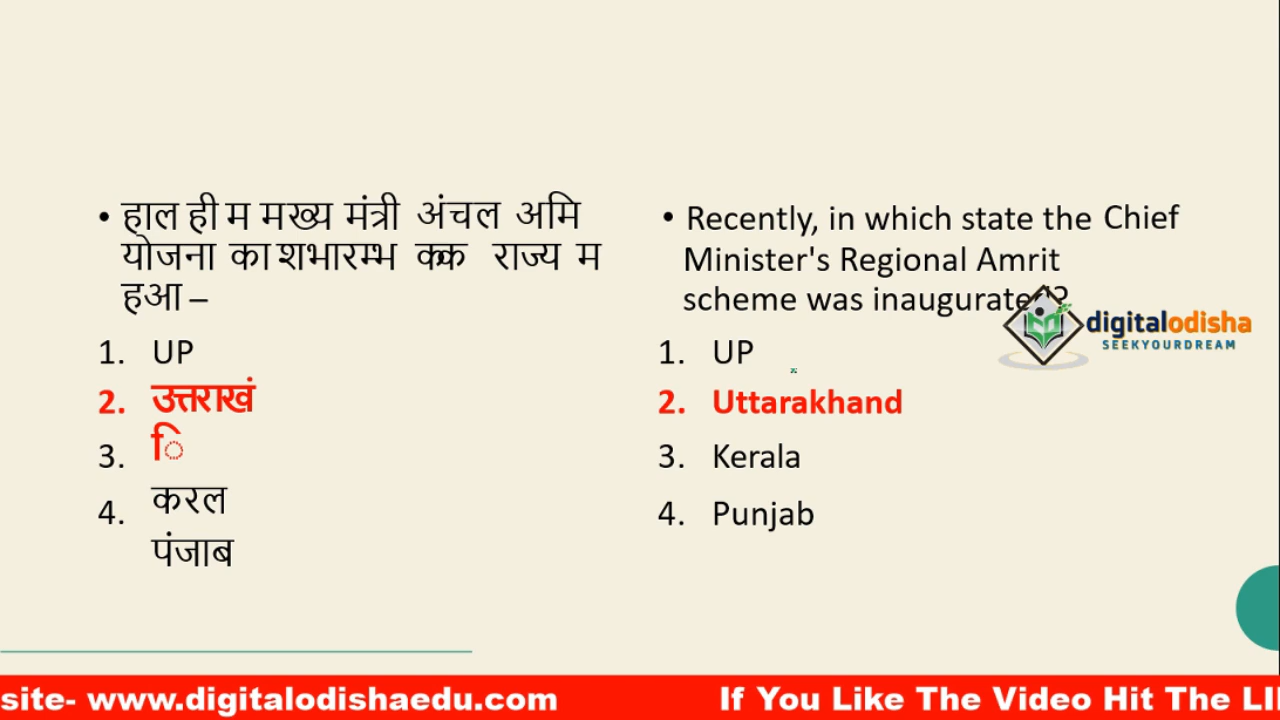 • हाल ही म मख्य मंत्री अंचल अमि
योजना का शभारम्भ क्क राज्य म
हआ –
1. UP
2. उत्तराखं
ि
3.
करल
4.
पंजाब
• Recently, in which state the Chief
Minister's Regional Amrit
scheme was inaugurated?
1. UP
2. Uttarakhand
3. Kerala
4. Punjab
digitalodisha
SEEKYOURDREAM
site- www.digitalodishaedu.com If You Like The Video Hit The LI